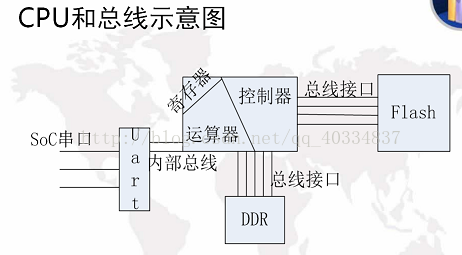 CPU和总线示意图
寄存器
控制器
总线接口
Flash
运算器
SoC串口
http://blog.csdn.net/qq_40334837
Uart
内部总线
总线接口
DDR